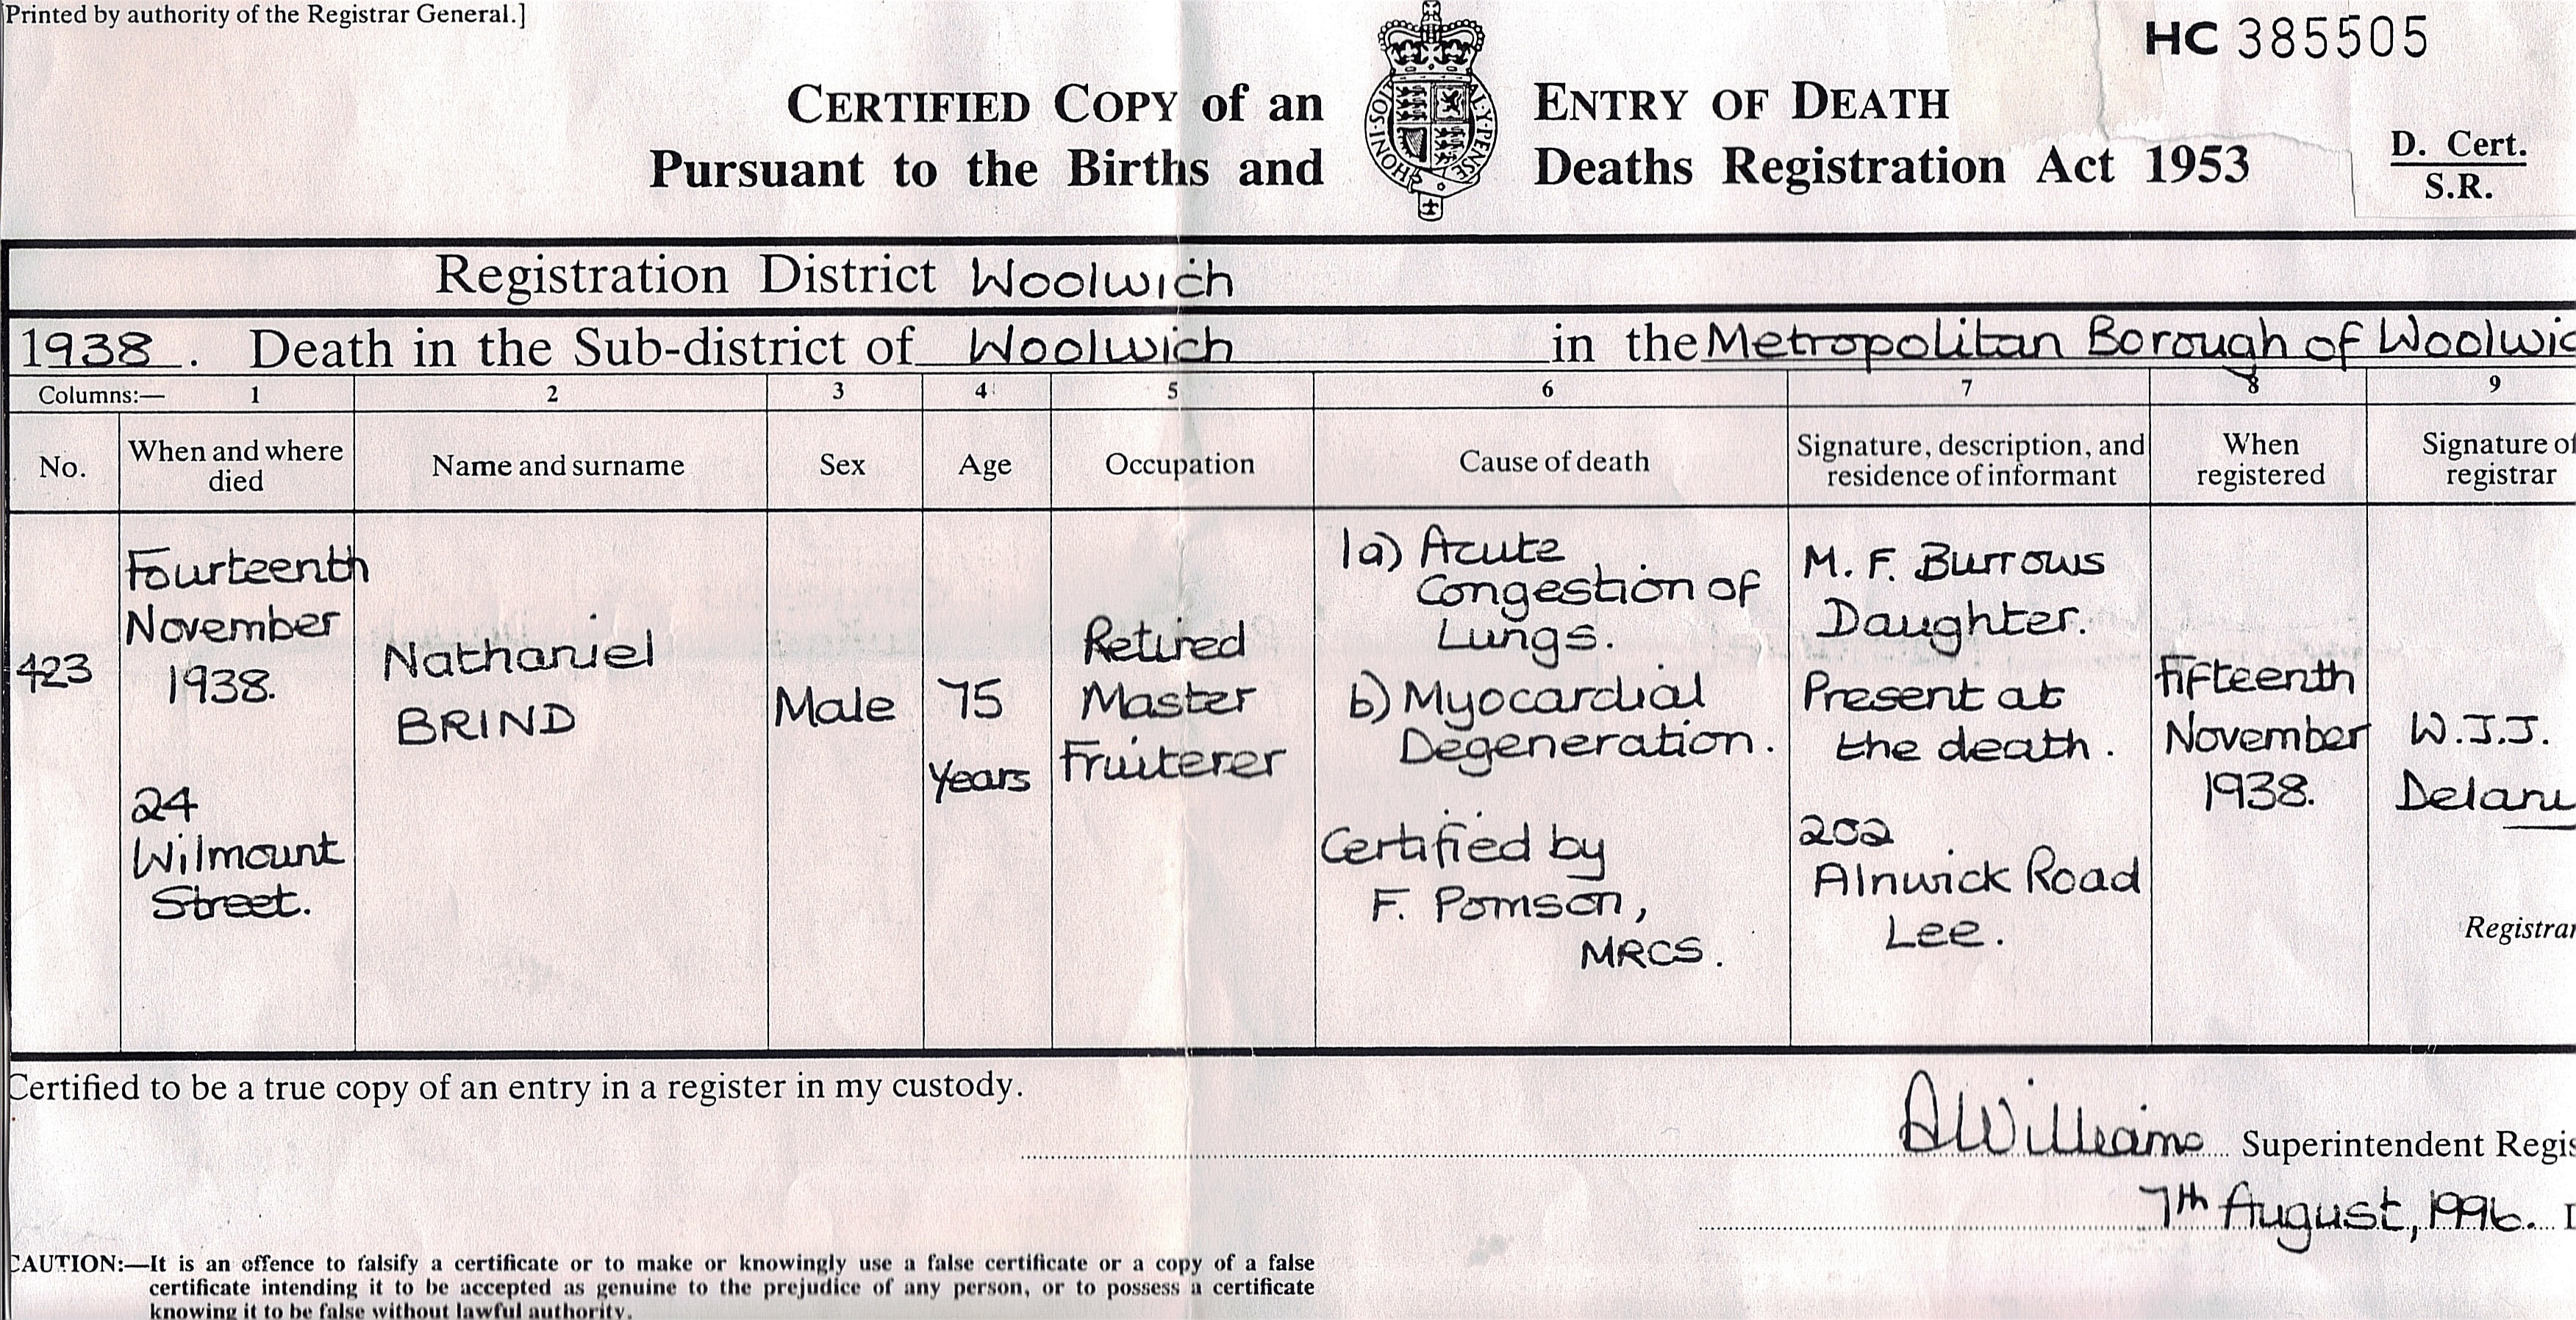 Printed by authority of the Registrar General.]
HC 385505
CERTIFIED COPY of an ENTRY OF DEATH
Pursuant to the Births and Deaths Registration Act 1953
D. Cert.
S.R.
HONI·SOI
AL·Y·PENSE
Registration District Woolwich
1938. Death in the Sub-district of Woolwich in the Metropolitan Borough of Woolwic
Columns:— 1 2 3 4 5 6 7 8 9
No.
When and where
died
Name and surname
Sex
Age
Occupation
Cause of death
Signature, description, and
residence of informant
When
registered
Signature of
registrar
423
Fourteenth
November
1938.
24
Wilmount
Street.
Nathaniel
BRIND
Male
75
years
Retired
Master
Fruiterer
1a) Acute
Congestion of
Lungs.
b) Myocardial
Degeneration.
Certified by
F. Pomson,
MRCS.
M. F. Burrows
Daughter.
Present at
the death.
202
Alnwick Road
Lee.
Fifteenth
November
1938.
W.J.J.
Registrar
Certified to be a true copy of an entry in a register in my custody.
AWilliams Superintendent Regis
7th August, 1996.
CAUTION:—It is an offence to falsify a certificate or to make or knowingly use a false certificate or a copy of a false
certificate intending it to be accepted as genuine to the prejudice of any person, or to possess a certificate
knowing it to be false without lawful authority.